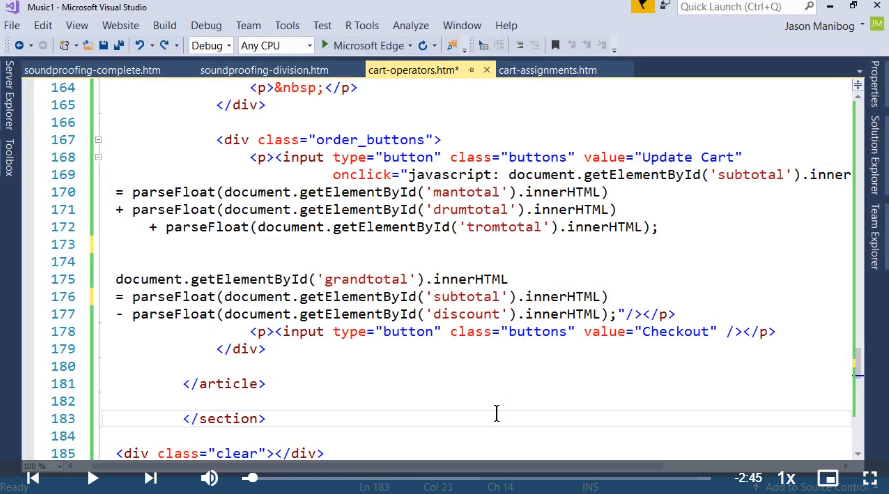 Music1 - Microsoft Visual Studio
Quick Launch (Ctrl+Q)
File Edit View Website Build Debug Team Tools Test R Tools Analyze Window Help
Jason Manibog JM
Debug Any CPU Microsoft Edge
soundproofing-complete.htm soundproofing-division.htm cart-operators.htm* cart-assignments.htm
Server Explorer
Toolbox
Properties
Solution Explorer
Team Explorer
164 <p>&nbsp;</p>
165 </div>
166
167 <div class="order_buttons">
168 <p><input type="button" class="buttons" value="Update Cart"
169 onclick="javascript: document.getElementById('subtotal').inner
170 = parseFloat(document.getElementById('mantotal').innerHTML)
171 + parseFloat(document.getElementById('drumtotal').innerHTML)
172 + parseFloat(document.getElementById('tromtotal').innerHTML);
173
174
175 document.getElementById('grandtotal').innerHTML
176 = parseFloat(document.getElementById('subtotal').innerHTML)
177 - parseFloat(document.getElementById('discount').innerHTML);"/></p>
178 <p><input type="button" class="buttons" value="Checkout" /></p>
179 </div>
180
181 </article>
182
183 </section>
184
185 <div class="clear"></div>
100 %
-2:45 1x
Ready Ln 183 Col 23 Ch 14 INS Add to Source Control